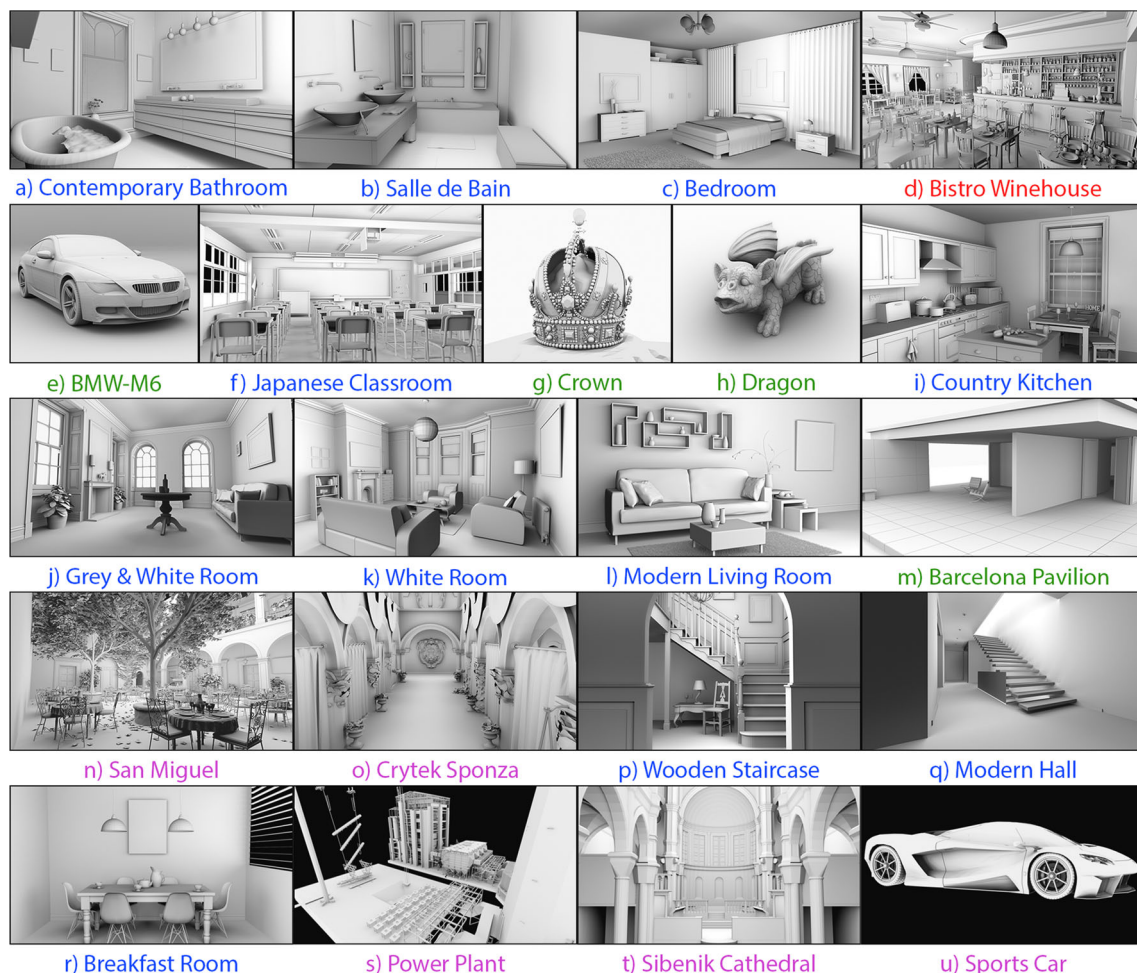 a) Contemporary Bathroom
b) Salle de Bain
c) Bedroom
d) Bistro Winehouse
e) BMW-M6
f) Japanese Classroom
g) Crown
h) Dragon
i) Country Kitchen
j) Grey & White Room
k) White Room
l) Modern Living Room
m) Barcelona Pavilion
n) San Miguel
o) Crytek Sponza
p) Wooden Staircase
q) Modern Hall
r) Breakfast Room
s) Power Plant
t) Sibenik Cathedral
u) Sports Car